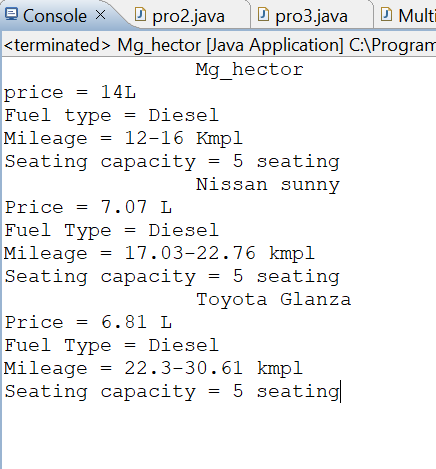 Console pro2.java pro3.java Multi
<terminated> Mg_hector [Java Application] C:\Program
Mg_hector
price = 14L
Fuel type = Diesel
Mileage = 12-16 Kmpl
Seating capacity = 5 seating
Nissan sunny
Price = 7.07 L
Fuel Type = Diesel
Mileage = 17.03-22.76 kmpl
Seating capacity = 5 seating
Toyota Glanza
Price = 6.81 L
Fuel Type = Diesel
Mileage = 22.3-30.61 kmpl
Seating capacity = 5 seating